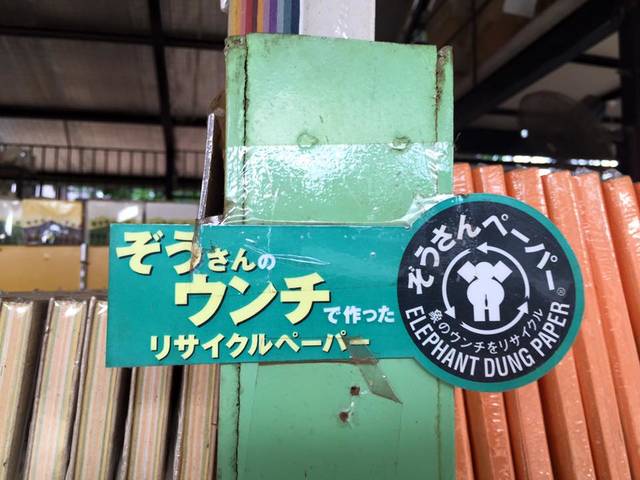 ぞうさんの
ウンチで作った
リサイクルペーパー
ぞうさんペーパー
象のウンチをリサイクル
ELEPHANT DUNG PAPER®